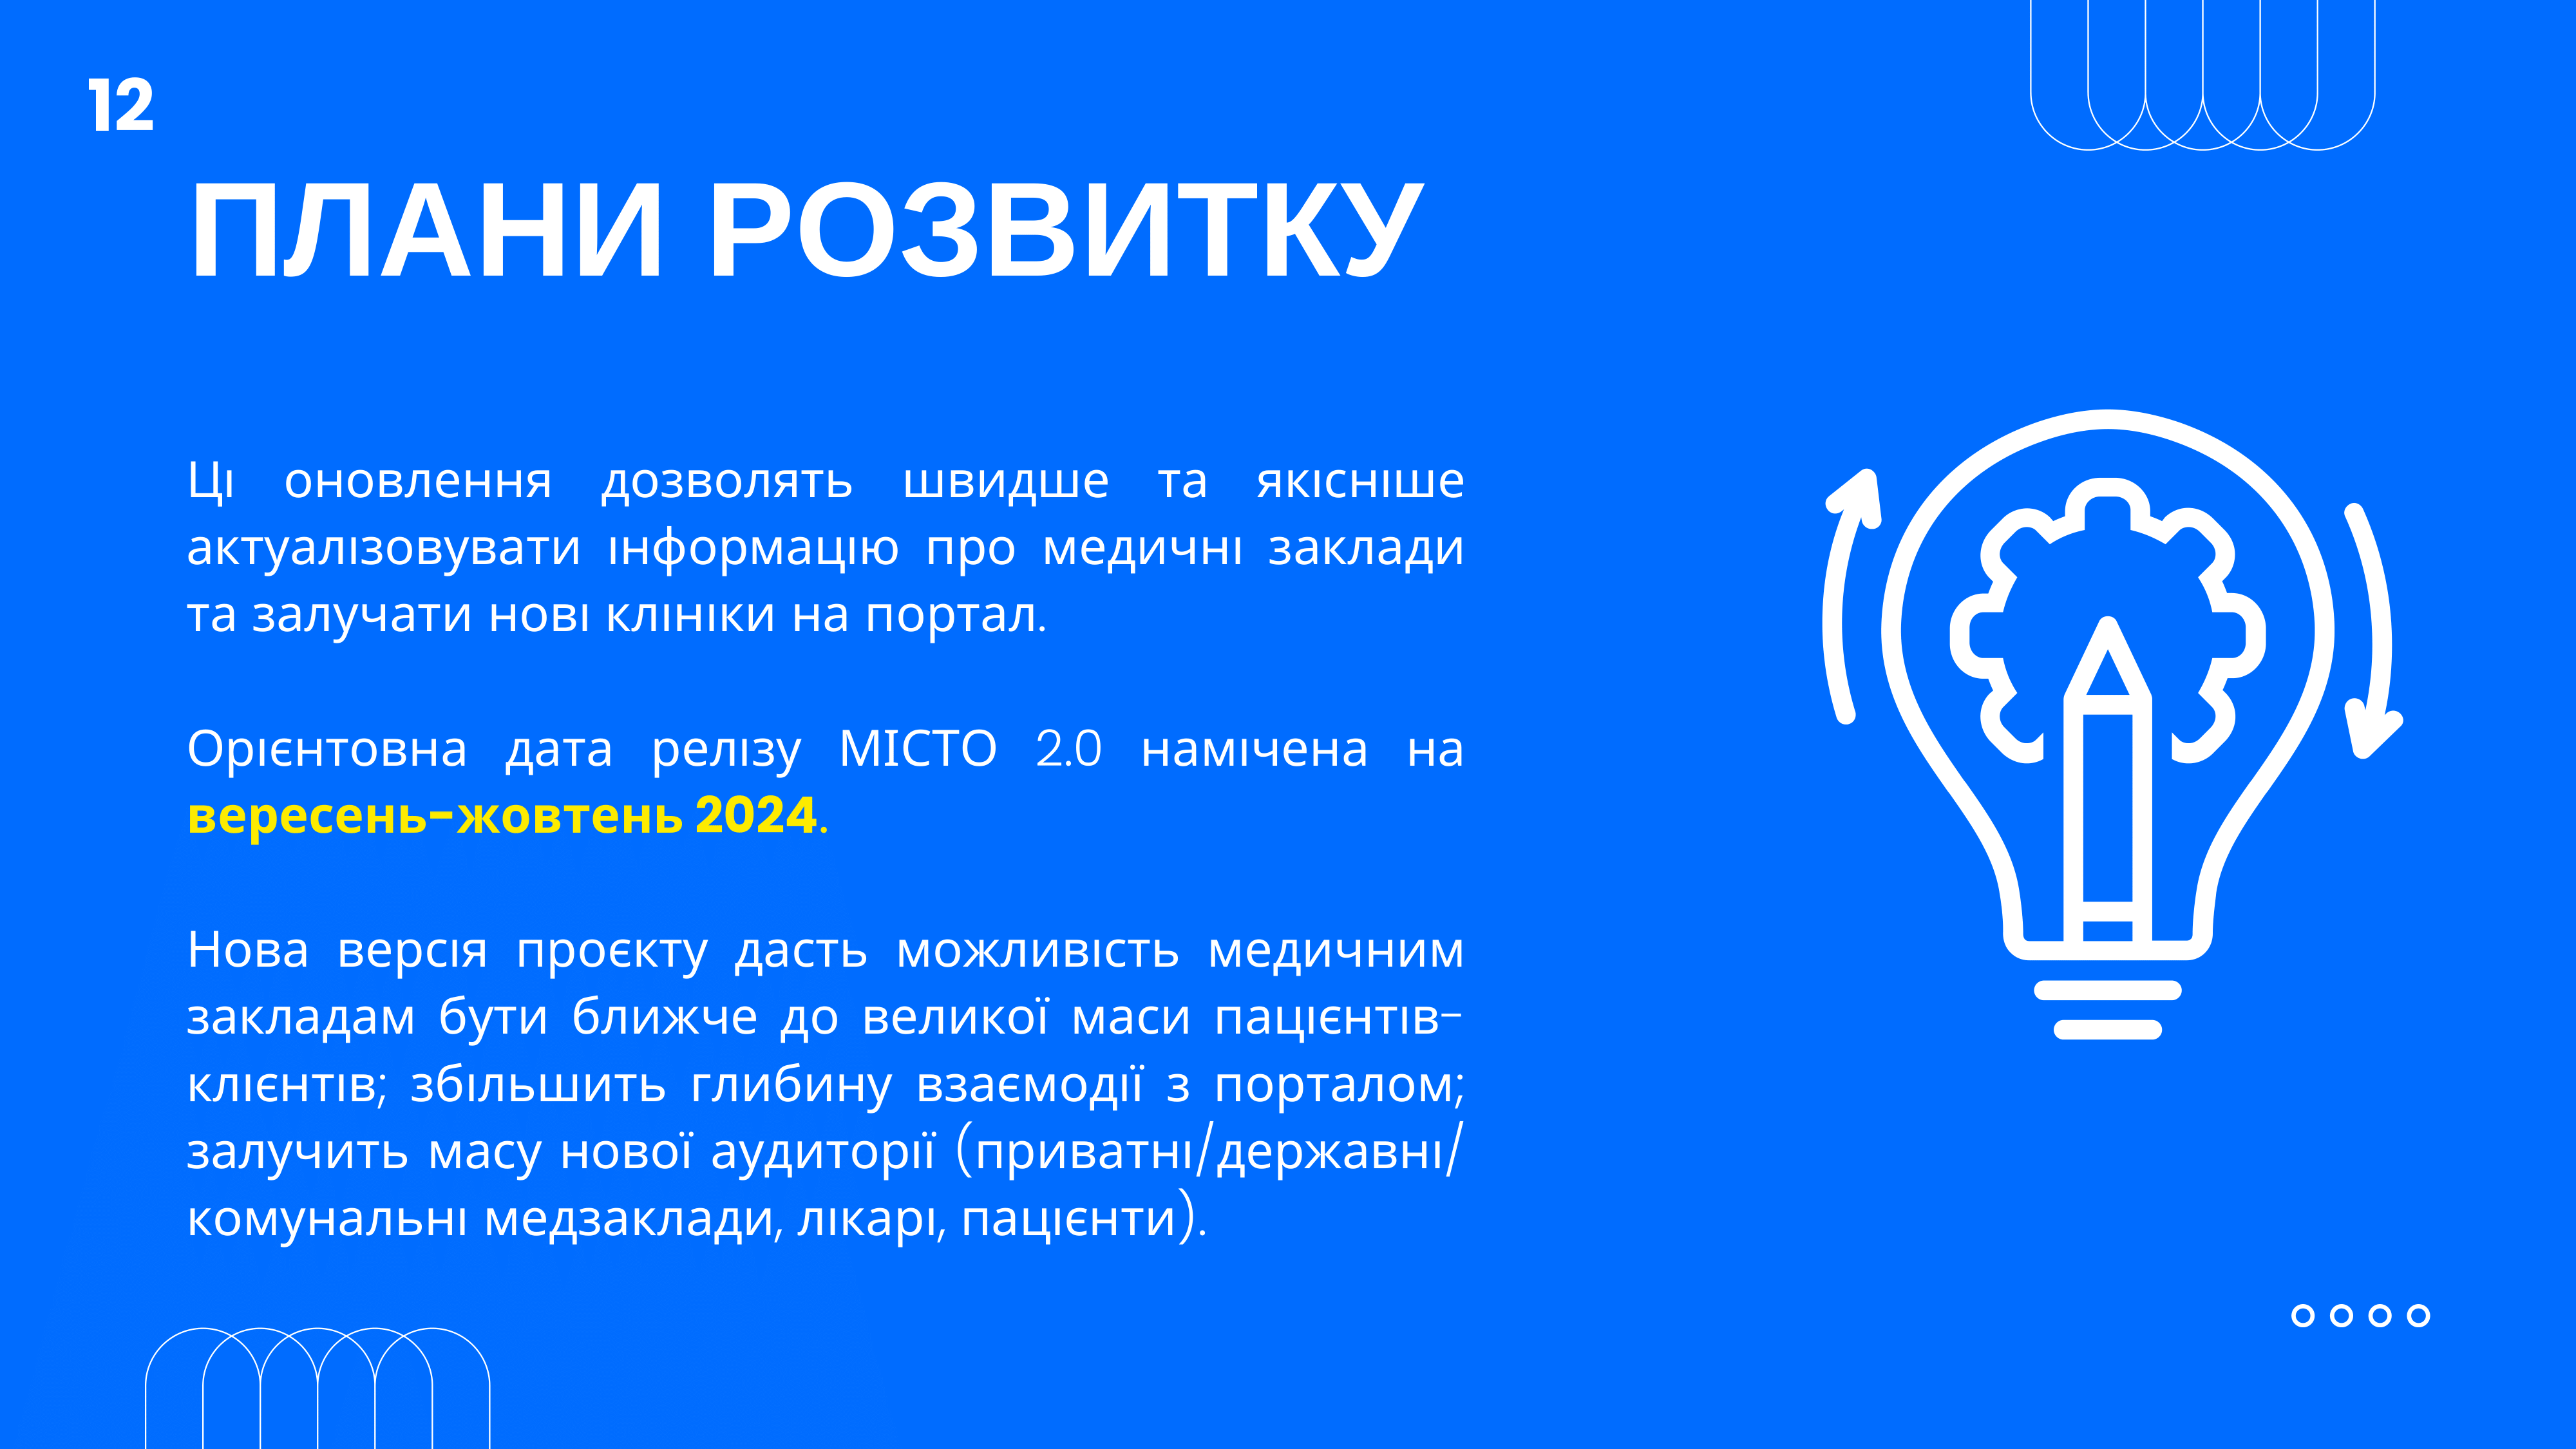 12
ПЛАНИ РОЗВИТКУ
Ці оновлення дозволять швидше та якісніше
актуалізовувати інформацію про медичні заклади
та залучати нові клініки на портал.
Орієнтовна дата релізу МІСТО 2.0 намічена на
вересень-жовтень 2024.
Нова версія проєкту дасть можливість медичним
закладам бути ближче до великої маси пацієнтів-
клієнтів; збільшить глибину взаємодії з порталом;
залучить масу нової аудиторії (приватні/державні/
комунальні медзаклади, лікарі, пацієнти).